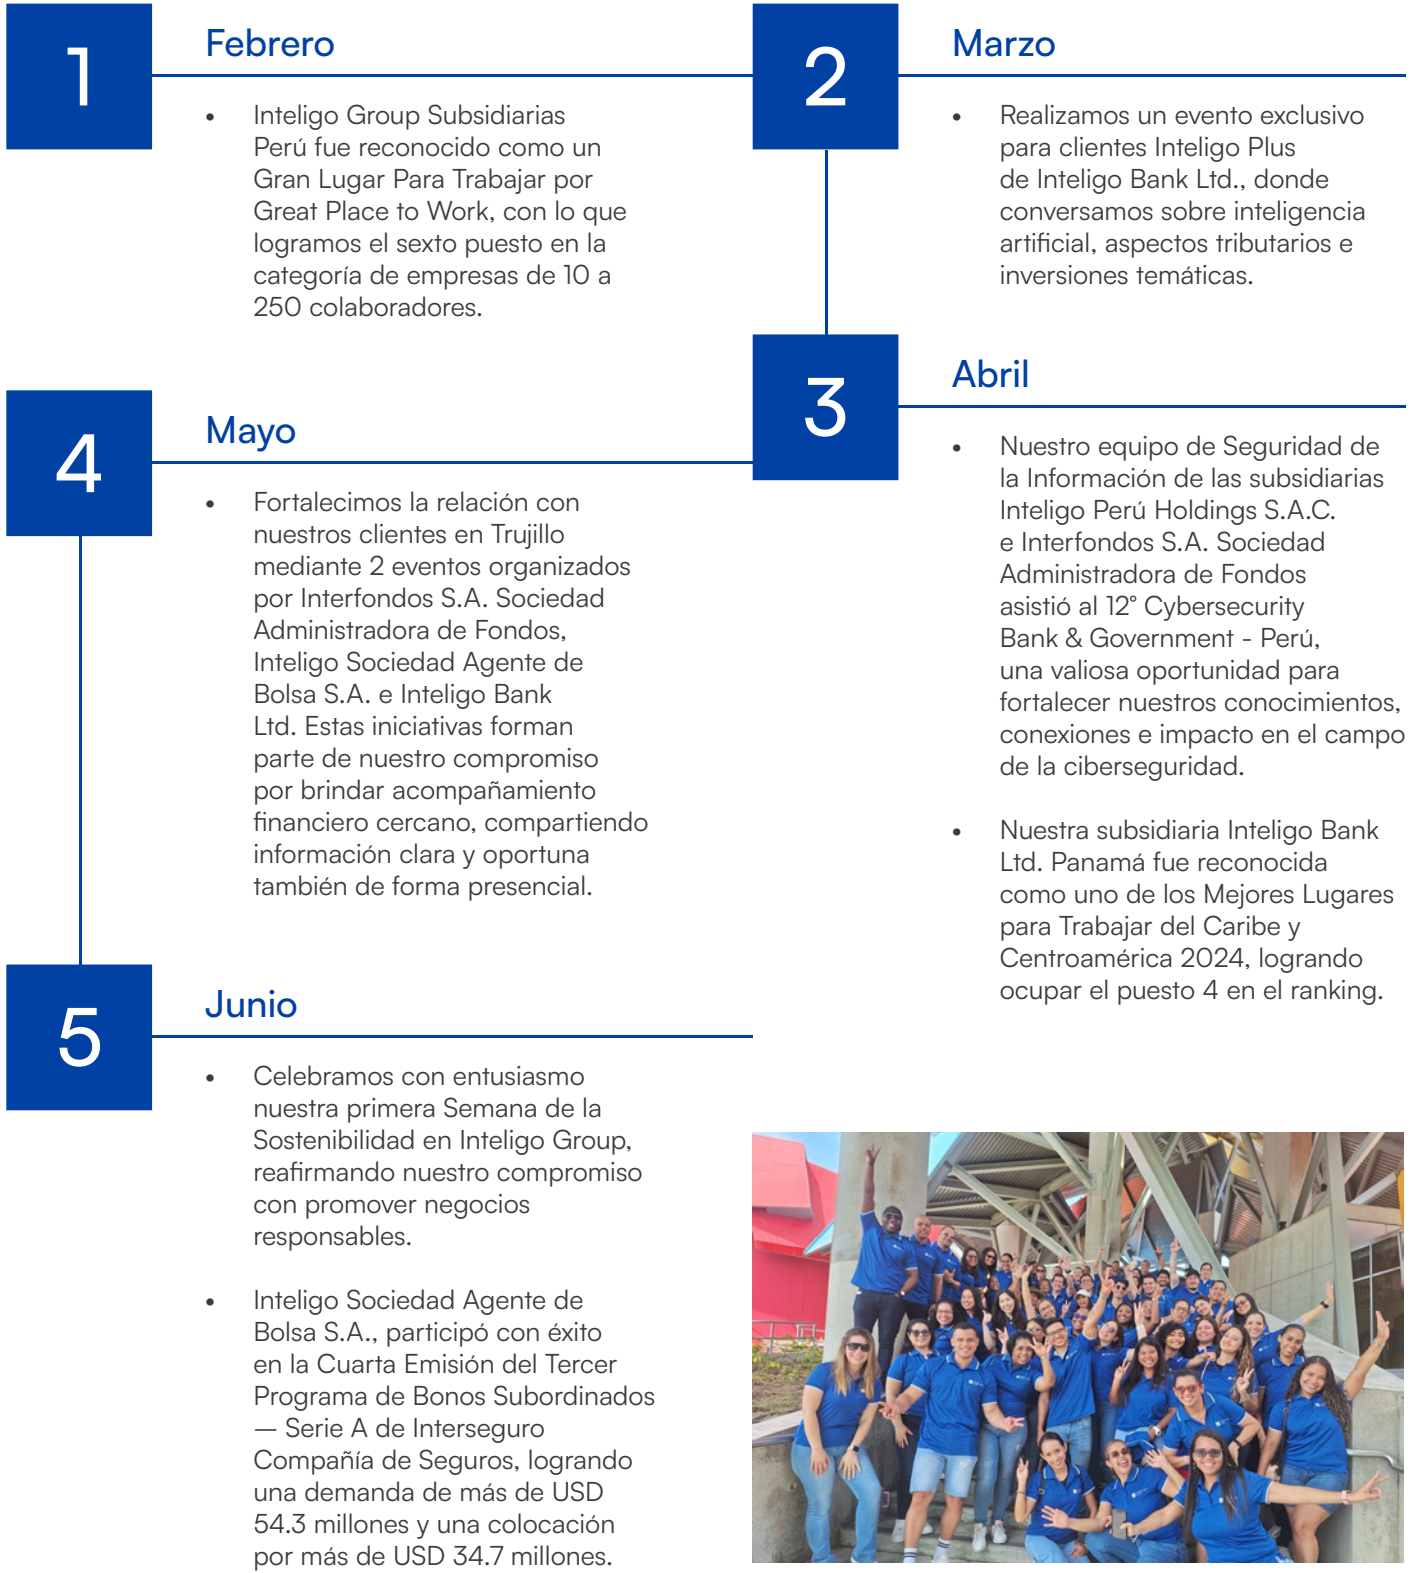 1
Febrero
• Inteligo Group Subsidiarias
Perú fue reconocido como un
Gran Lugar Para Trabajar por
Great Place to Work, con lo que
logramos el sexto puesto en la
categoría de empresas de 10 a
250 colaboradores.
2
Marzo
• Realizamos un evento exclusivo
para clientes Inteligo Plus
de Inteligo Bank Ltd., donde
conversamos sobre inteligencia
artificial, aspectos tributarios e
inversiones temáticas.
3
Abril
• Nuestro equipo de Seguridad de
la Información de las subsidiarias
Inteligo Perú Holdings S.A.C.
e Interfondos S.A. Sociedad
Administradora de Fondos
asistió al 12° Cybersecurity
Bank & Government - Perú,
una valiosa oportunidad para
fortalecer nuestros conocimientos,
conexiones e impacto en el campo
de la ciberseguridad.
• Nuestra subsidiaria Inteligo Bank
Ltd. Panamá fue reconocida
como uno de los Mejores Lugares
para Trabajar del Caribe y
Centroamérica 2024, logrando
ocupar el puesto 4 en el ranking.
4
Mayo
• Fortalecimos la relación con
nuestros clientes en Trujillo
mediante 2 eventos organizados
por Interfondos S.A. Sociedad
Administradora de Fondos,
Inteligo Sociedad Agente de
Bolsa S.A. e Inteligo Bank
Ltd. Estas iniciativas forman
parte de nuestro compromiso
por brindar acompañamiento
financiero cercano, compartiendo
información clara y oportuna
también de forma presencial.
5
Junio
• Celebramos con entusiasmo
nuestra primera Semana de la
Sostenibilidad en Inteligo Group,
reafirmando nuestro compromiso
con promover negocios
responsables.
• Inteligo Sociedad Agente de
Bolsa S.A., participó con éxito
en la Cuarta Emisión del Tercer
Programa de Bonos Subordinados
— Serie A de Interseguro
Compañía de Seguros, logrando
una demanda de más de USD
54.3 millones y una colocación
por más de USD 34.7 millones.